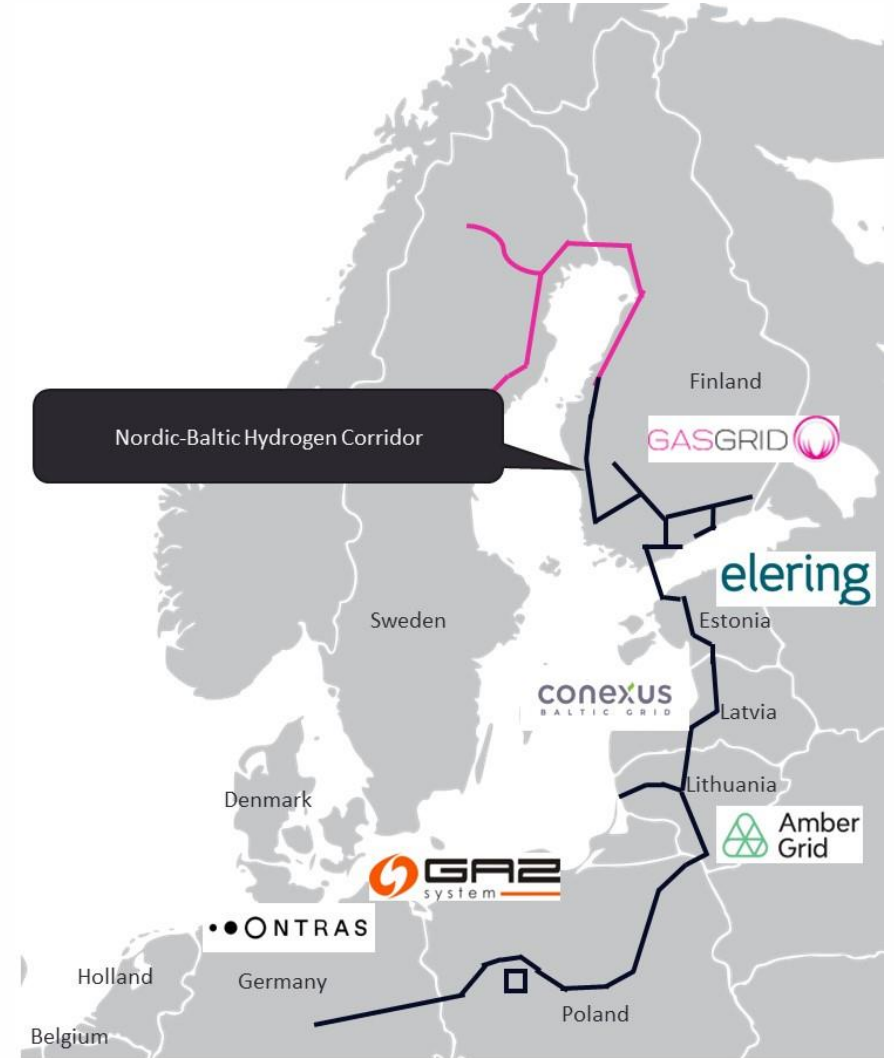 Finland
GASGRID
Nordic-Baltic Hydrogen Corridor
elering
Sweden
Estonia
conexus
BALTIC GRID
Latvia
Lithuania
Denmark
Amber
Grid
GAZ
system
ONTRAS
Holland
Germany
Poland
Belgium